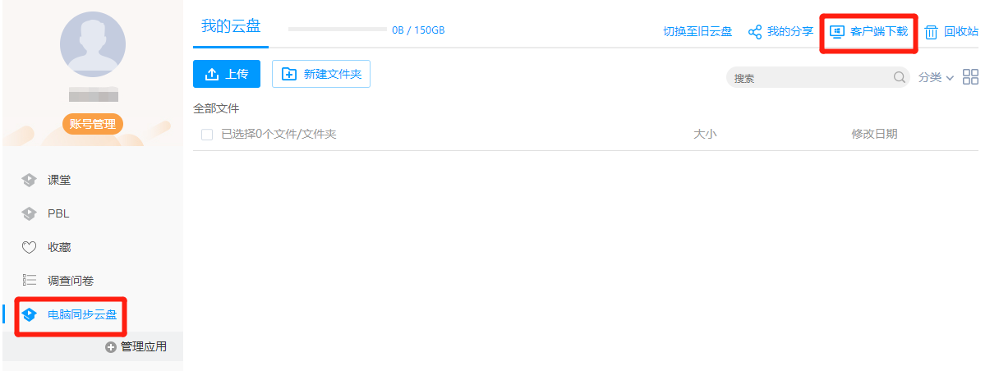 账号管理
课堂
PBL
收藏
调查问卷
电脑同步云盘
管理应用
我的云盘 0B / 150GB 切换至旧云盘 我的分享 客户端下载 回收站
上传 新建文件夹 搜索 分类
全部文件
已选择0个文件/文件夹 大小 修改日期